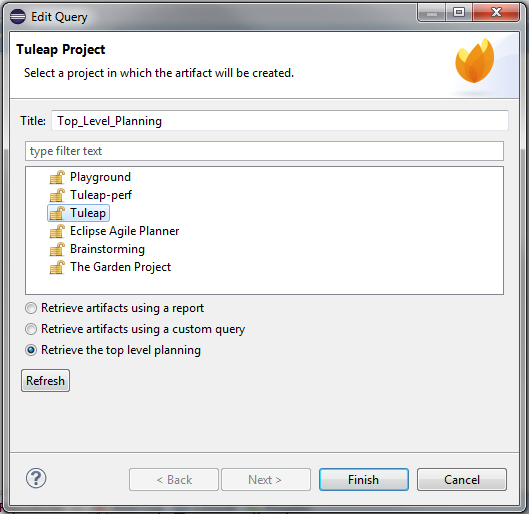 Edit Query
Tuleap Project
Select a project in which the artifact will be created.
Title: Top_Level_Planning
type filter text
Playground
Tuleap-perf
Tuleap
Eclipse Agile Planner
Brainstorming
The Garden Project
Retrieve artifacts using a report
Retrieve artifacts using a custom query
Retrieve the top level planning
Refresh
? < Back Next > Finish Cancel